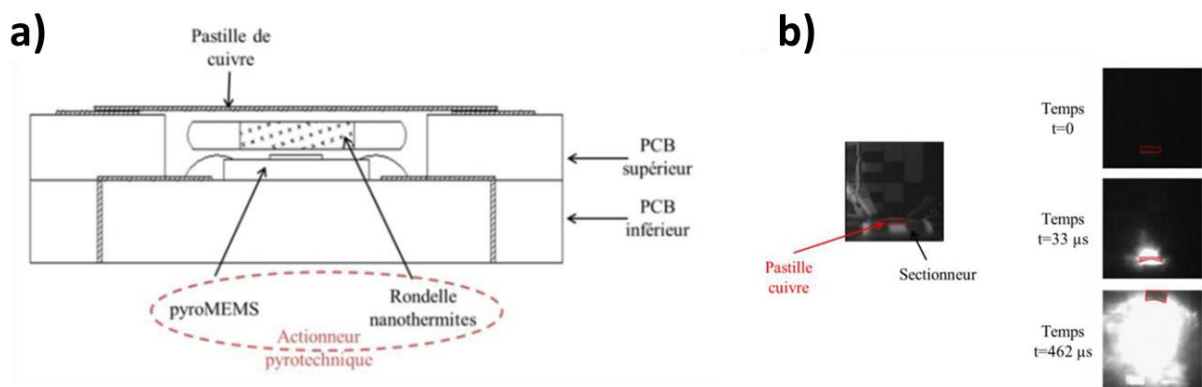 a)
Pastille de
cuivre
PCB
supérieur
PCB
inférieur
pyroMEMS
Rondelle
nanothermites
Actionneur
pyrotechnique
b)
Pastille
cuivre
Sectionneur
Temps
t=0
Temps
t=33 µs
Temps
t=462 µs